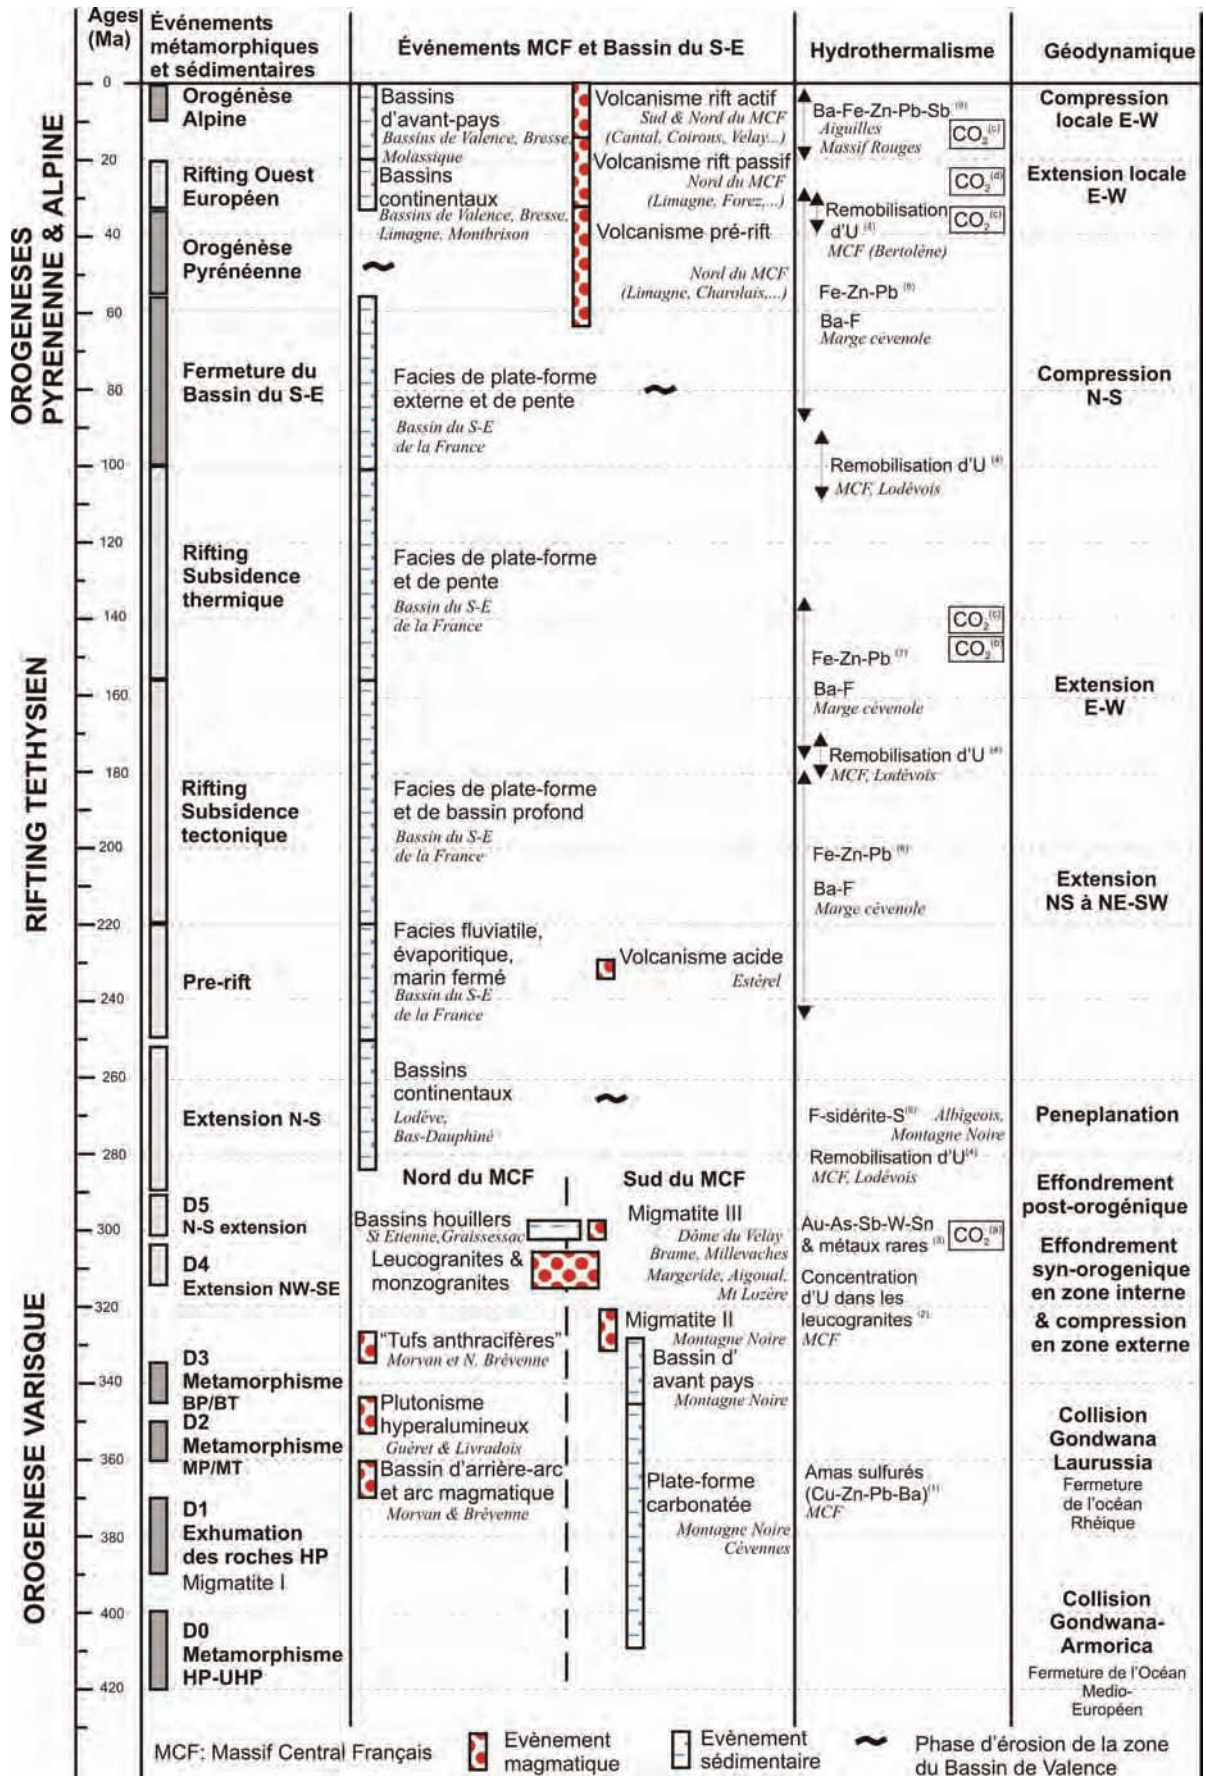 Ages
(Ma)
Événements
métamorphiques
et sédimentaires
Événements MCF et Bassin du S-E
Hydrothermalisme
Géodynamique
OROGENESES
PYRENENNE & ALPINE
RIFTING TETHYSIEN
OROGENESE VARISQUE
0
20
40
60
80
100
120
140
160
180
200
220
240
260
280
300
320
340
360
380
400
420
Orogénèse
Alpine
Rifting Ouest
Européen
Orogénèse
Pyrénéenne
Fermeture du
Bassin du S-E
Rifting
Subsidence
thermique
Rifting
Subsidence
tectonique
Pre-rift
Extension N-S
D5
N-S extension
D4
Extension NW-SE
D3
Metamorphisme
BP/BT
D2
Metamorphisme
MP/MT
D1
Exhumation
des roches HP
Migmatite I
D0
Metamorphisme
HP-UHP
Bassins
d'avant-pays
Bassins de Valence, Bresse,
Molassique
Bassins
continentaux
Bassins de Valence, Bresse,
Limagne, Montbrison
Volcanisme rift actif
Sud & Nord du MCF
(Cantal, Coirons, Velay...)
Volcanisme rift passif
Nord du MCF
(Limagne, Forez,...)
Volcanisme pré-rift
Nord du MCF
(Limagne, Charolais,...)
Facies de plate-forme
externe et de pente
Bassin du S-E
de la France
Facies de plate-forme
et de pente
Bassin du S-E
de la France
Facies de plate-forme
et de bassin profond
Bassin du S-E
de la France
Facies fluviatile,
évaporitique,
marin fermé
Bassin du S-E
de la France
Volcanisme acide
Estérel
Bassins
continentaux
Lodève,
Bas-Dauphiné
Nord du MCF
Sud du MCF
Bassins houillers
St Etienne, Graissessac
Leucogranites &
monzogranites
Migmatite III
Dôme du Velay
Brame, Millevaches
Margeride, Aigoual,
Mt Lozère
"Tufs anthracifères"
Morvan et N. Brévenne
Migmatite II
Montagne Noire
Bassin d'
avant pays
Montagne Noire
Plutonisme
hyperalumineux
Guéret & Livradois
Bassin d'arrière-arc
et arc magmatique
Morvan & Brévenne
Plate-forme
carbonatée
Montagne Noire
Cévennes
Ba-Fe-Zn-Pb-Sb
Aiguilles
Massif Rouges
CO2(c)
CO2(d)
Remobilisation
d'U (4)
CO2(c)
MCF (Bertolène)
Fe-Zn-Pb
Ba-F
Marge cévenole
Remobilisation d'U (4)
MCF, Lodévois
CO2(c)
CO2(b)
Fe-Zn-Pb (7)
Ba-F
Marge cévenole
Remobilisation d'U (4)
MCF, Lodévois
Fe-Zn-Pb
Ba-F
Marge cévenole
F-sidérite-S Albigeois,
Montagne Noire
Remobilisation d'U(4)
MCF, Lodévois
Au-As-Sb-W-Sn
& métaux rares (3)
CO2(a)
Concentration
d'U dans les
leucogranites (2)
MCF
Amas sulfurés
(Cu-Zn-Pb-Ba)(1)
MCF
Compression
locale E-W
Extension locale
E-W
Compression
N-S
Extension
E-W
Extension
NS à NE-SW
Peneplanation
Effondrement
post-orogénique
Effondrement
syn-orogenique
en zone interne
& compression
en zone externe
Collision
Gondwana
Laurussia
Fermeture
de l'océan
Rhéique
Collision
Gondwana-
Armorica
Fermeture de l'Océan
Medio-
Européen
MCF: Massif Central Français
Evènement
magmatique
Evènement
sédimentaire
Phase d'érosion de la zone
du Bassin de Valence